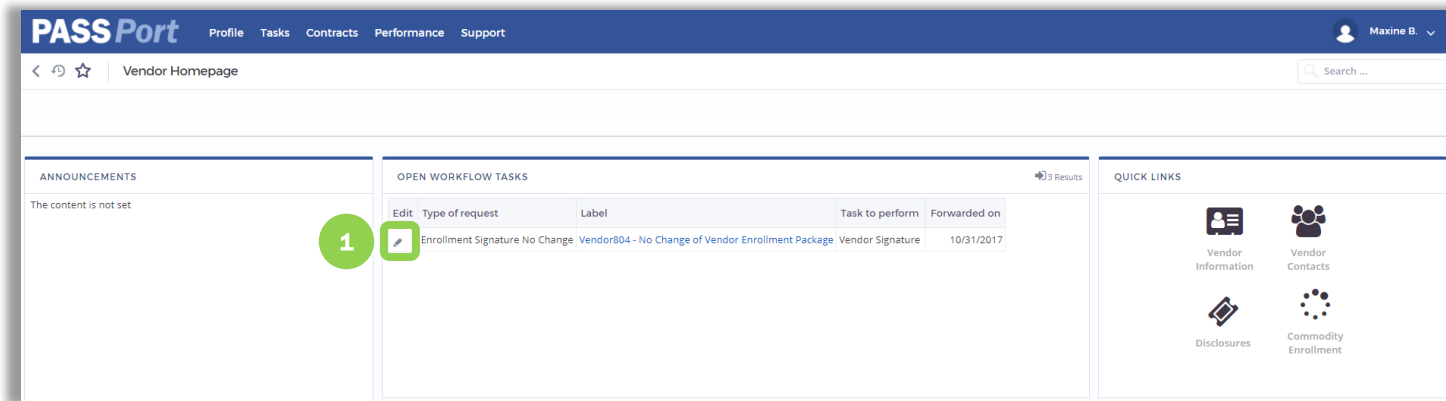 PASSPort Profile Tasks Contracts Performance Support Maxine B.
Vendor Homepage Search ...
ANNOUNCEMENTS
The content is not set
OPEN WORKFLOW TASKS 3 Results
Edit Type of request Label Task to perform Forwarded on
1 Enrollment Signature No Change Vendor804 - No Change of Vendor Enrollment Package Vendor Signature 10/31/2017
QUICK LINKS
Vendor Information
Vendor Contacts
Disclosures
Commodity Enrollment